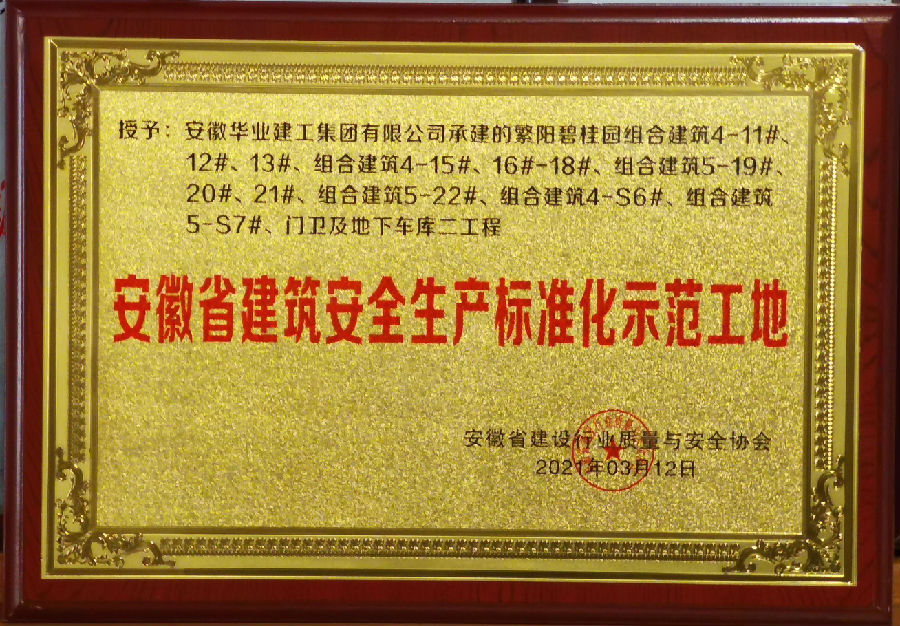 授予：安徽华业建工集团有限公司承建的繁阳碧桂园组合建筑4-11#、
12#、13#、组合建筑4-15#、16#-18#、组合建筑5-19#、
20#、21#、组合建筑5-22#、组合建筑4-S6#、组合建筑
5-S7#、门卫及地下车库二工程
安徽省建筑安全生产标准化示范工地
安徽省建设行业质量与安全协会
2021年03月12日